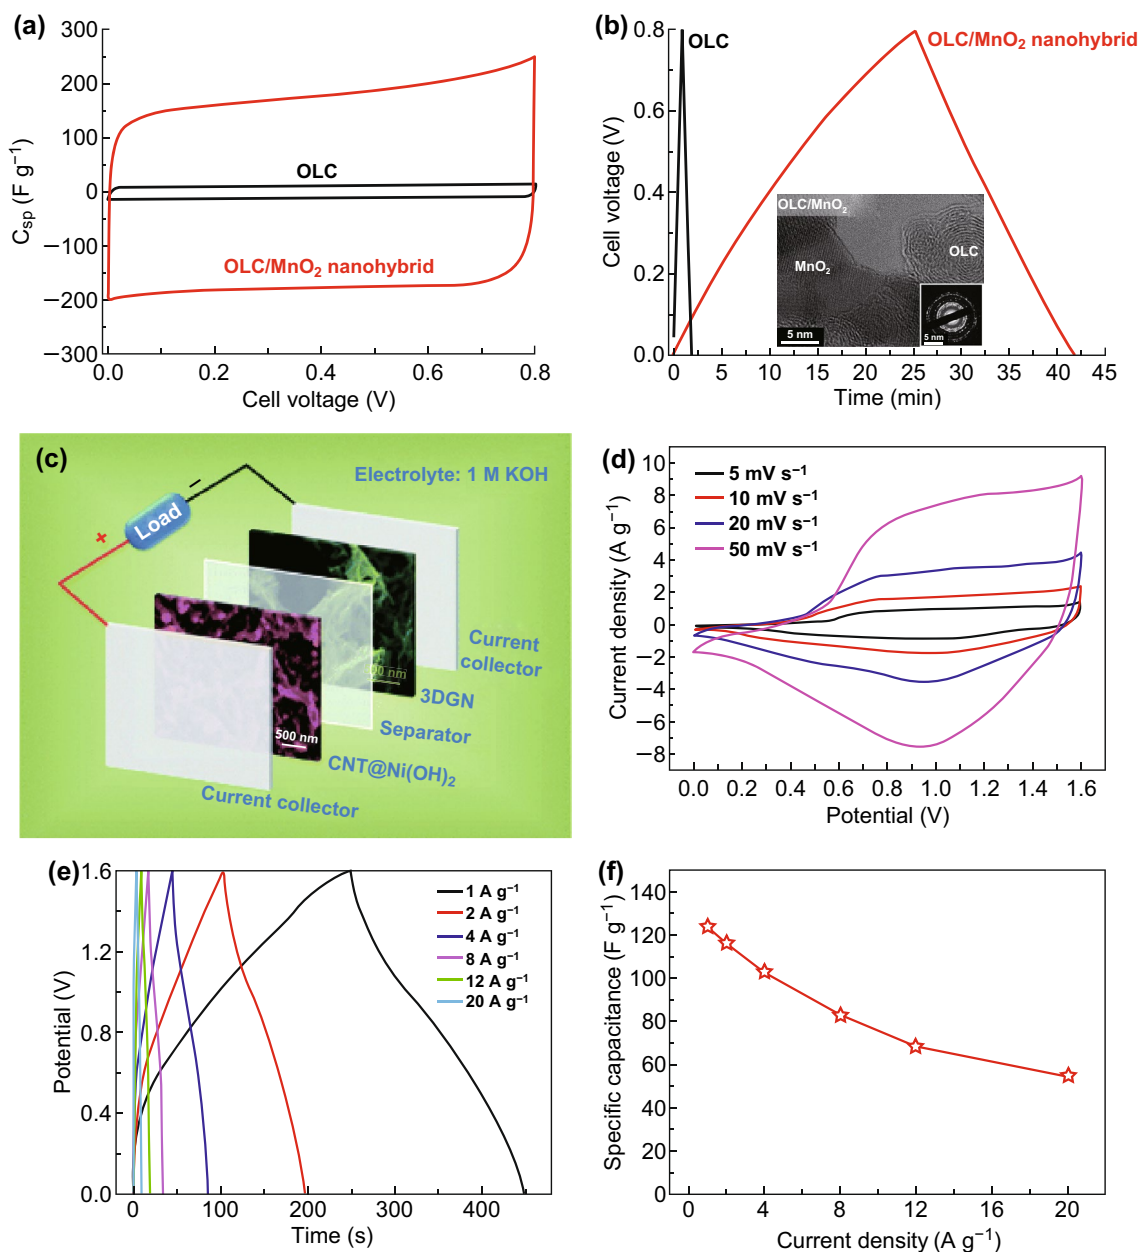 (a)
300
200
100
0
−100
−200
−300
C_sp (F g⁻¹)
OLC
OLC/MnO₂ nanohybrid
0.0 0.2 0.4 0.6 0.8
Cell voltage (V)
(b)
OLC
OLC/MnO₂ nanohybrid
0.8
0.6
0.4
0.2
0.0
Cell voltage (V)
OLC/MnO₂
MnO₂
OLC
5 nm
5 nm
0 5 10 15 20 25 30 35 40 45
Time (min)
(c)
Electrolyte: 1 M KOH
−
Load
+
Current
collector
3DGN
Separator
500 nm
CNT@Ni(OH)₂
Current collector
(d)
10
8
6
4
2
0
−2
−4
−6
−8
Current density (A g⁻¹)
5 mV s⁻¹
10 mV s⁻¹
20 mV s⁻¹
50 mV s⁻¹
0.0 0.2 0.4 0.6 0.8 1.0 1.2 1.4 1.6
Potential (V)
(e)
1.6
1.2
0.8
0.4
0.0
Potential (V)
1 A g⁻¹
2 A g⁻¹
4 A g⁻¹
8 A g⁻¹
12 A g⁻¹
20 A g⁻¹
0 100 200 300 400
Time (s)
(f)
140
120
100
80
60
40
20
0
Specific capacitance (F g⁻¹)
0 4 8 12 16 20
Current density (A g⁻¹)